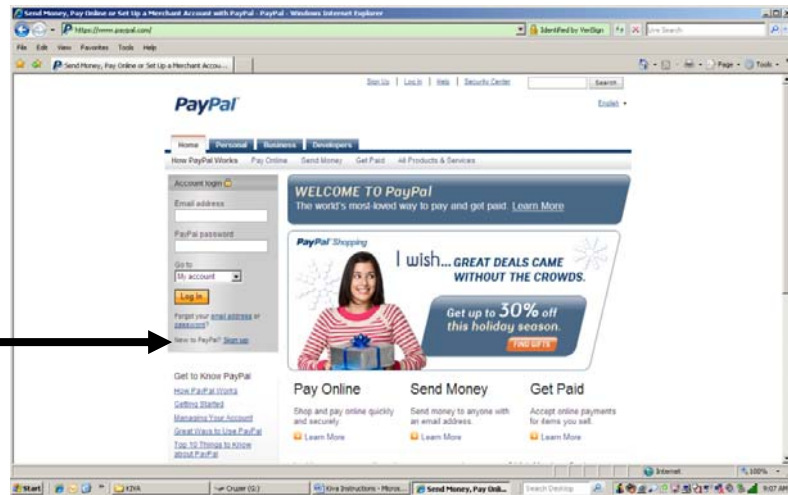 Send Money, Pay Online or Set Up a Merchant Account with PayPal - PayPal - Windows Internet Explorer
https://www.paypal.com/
Identified by VeriSign
Live Search
File Edit View Favorites Tools Help
Send Money, Pay Online or Set Up a Merchant Accou...
Page Tools
Sign Up | Log In | Help | Security Center
Search
PayPal
English
Home Personal Business Developers
How PayPal Works Pay Online Send Money Get Paid All Products & Services
Account login
Email address
PayPal password
Go to
My account
Log In
Forgot your email address or
password?
New to PayPal? Sign up
WELCOME TO PayPal
The world's most-loved way to pay and get paid. Learn More
PayPal Shopping
I wish... GREAT DEALS CAME
WITHOUT THE CROWDS.
Get up to 30% off
this holiday season.
FIND GIFTS
Get to Know PayPal
How PayPal Works
Getting Started
Managing Your Account
Great Ways to Use PayPal
Top 10 Things to Know
about PayPal
Pay Online
Shop and pay online quickly
and securely.
Learn More
Send Money
Send money to anyone with
an email address.
Learn More
Get Paid
Accept online payments
for items you sell.
Learn More
Internet
100%
Start
KIVA
Cruzer (G:)
Kiva Instructions - Micros...
Send Money, Pay Onli...
Search Desktop
9:07 AM